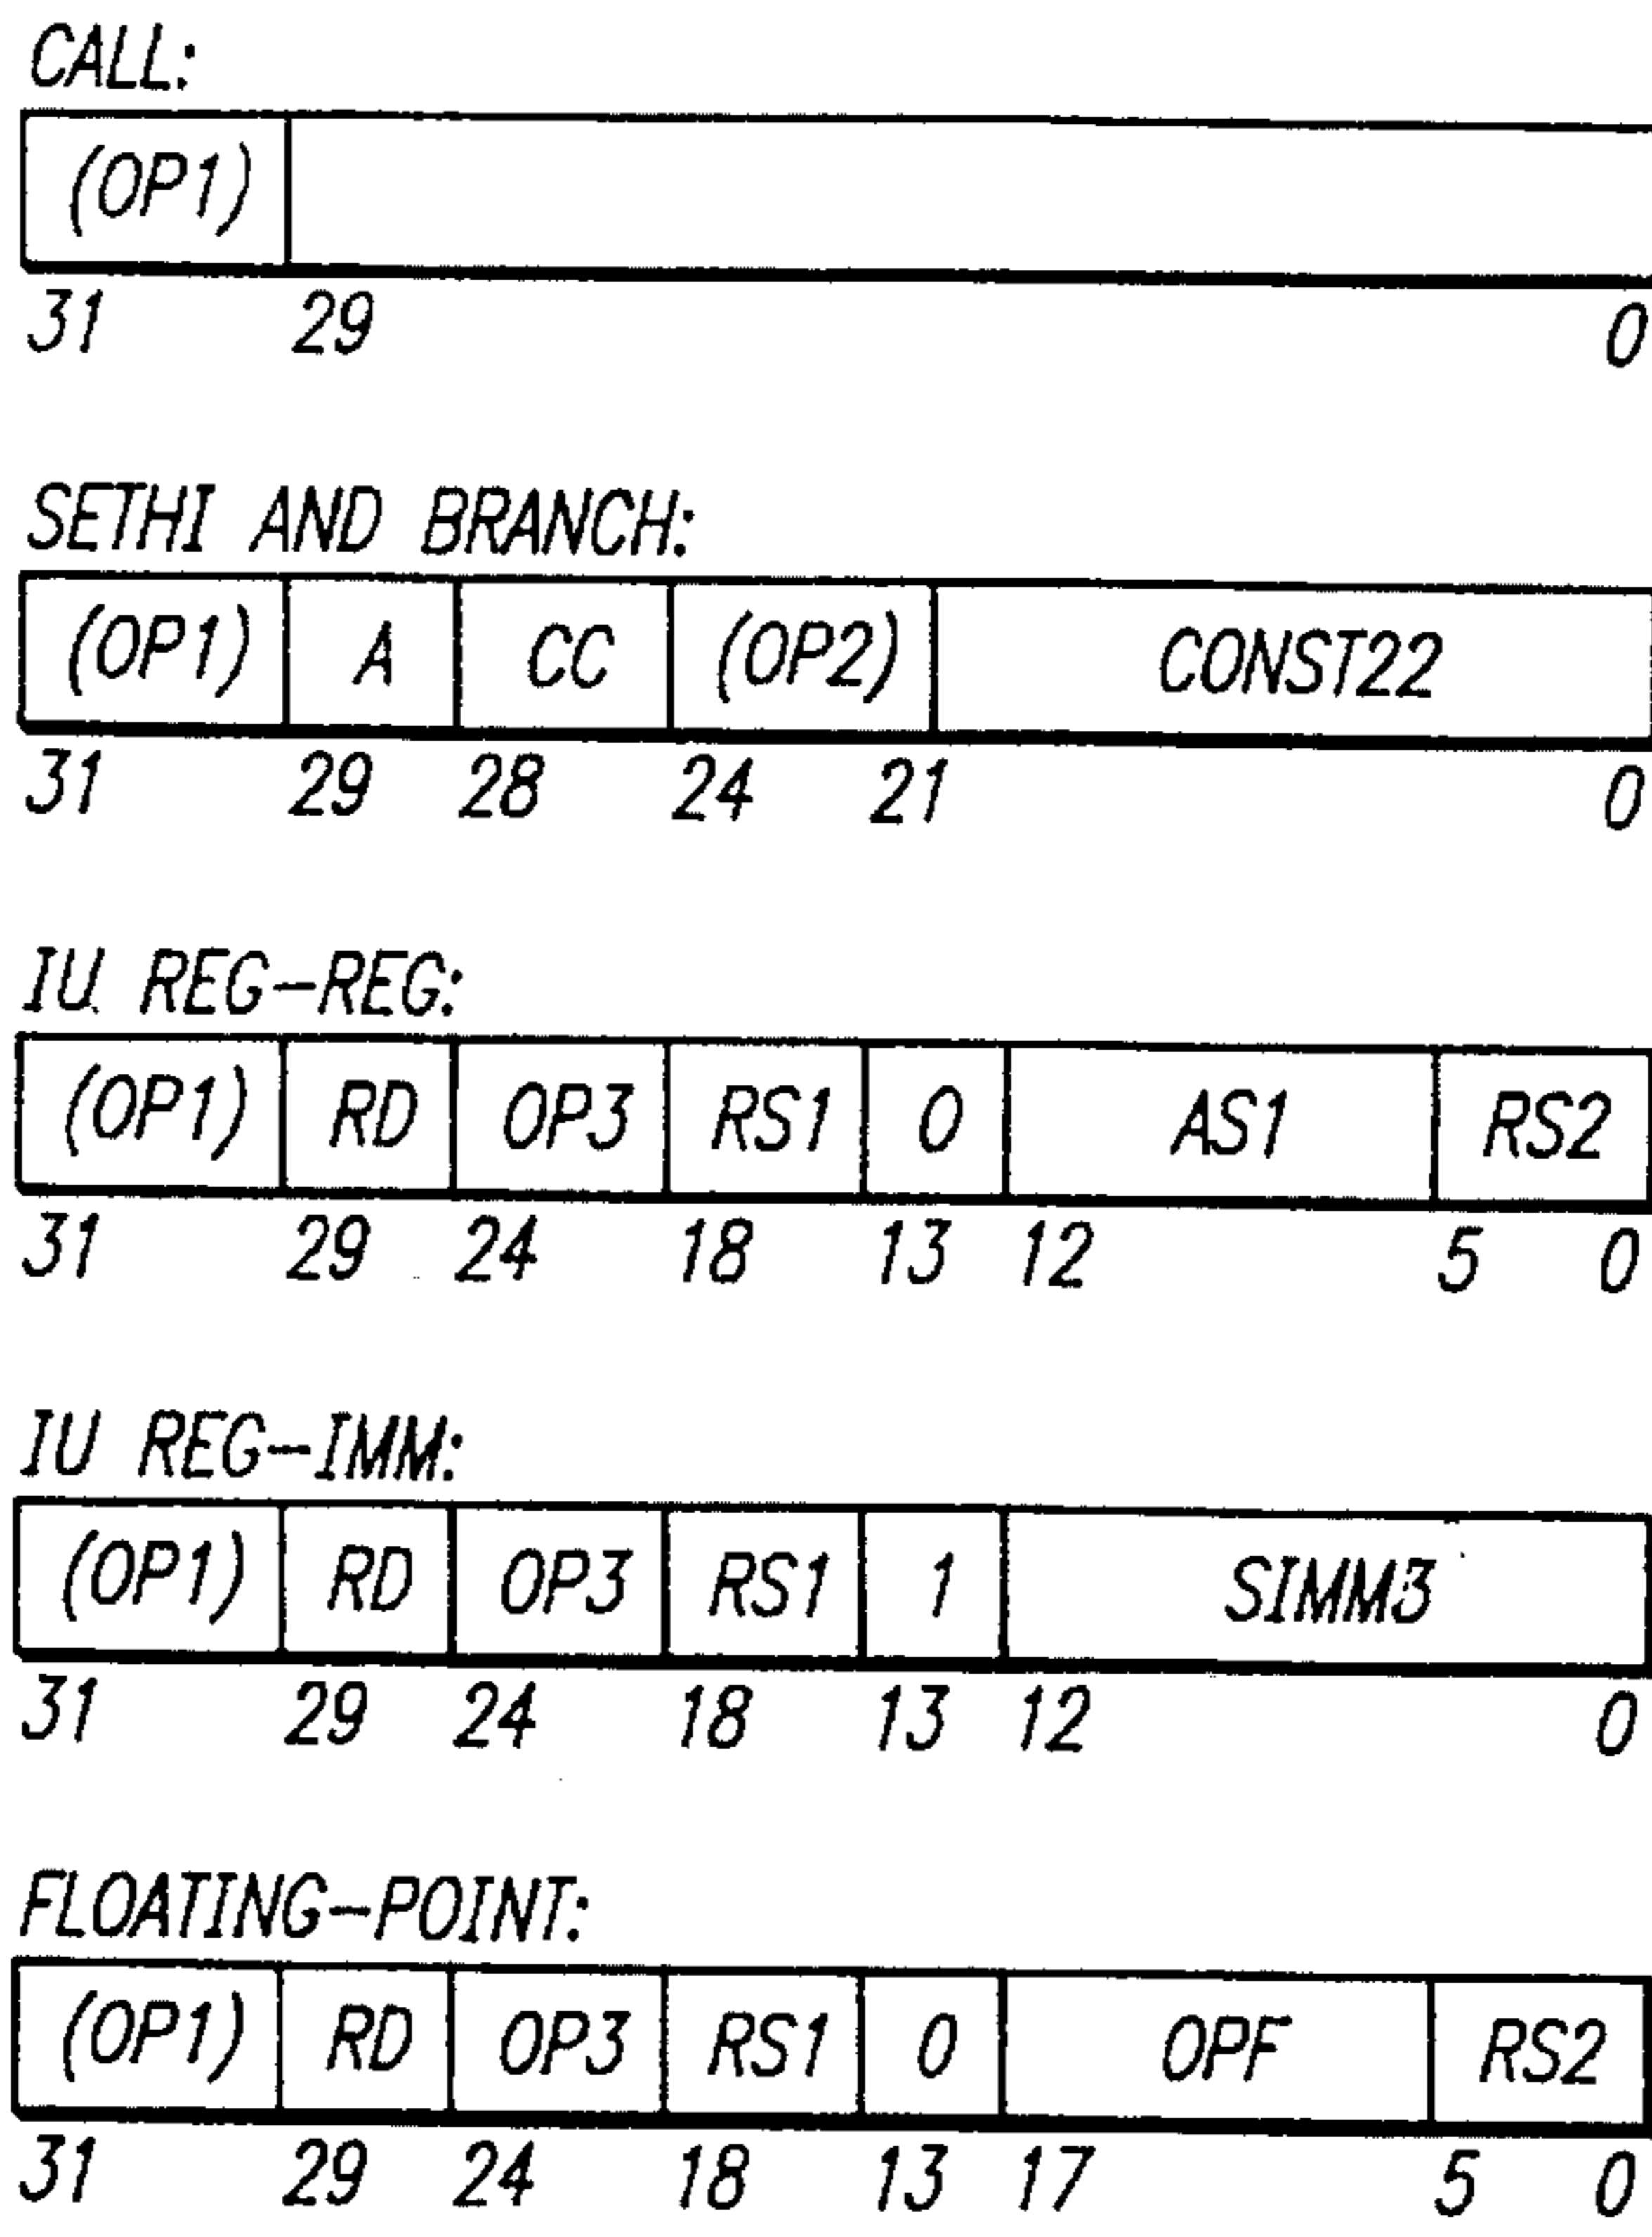 CALL:
(OP1)
31 29 0
SETHI AND BRANCH:
(OP1) A CC (OP2) CONST22
31 29 28 24 21 0
IU REG-REG:
(OP1) RD OP3 RS1 0 AS1 RS2
31 29 24 18 13 12 5 0
IU REG-IMM:
(OP1) RD OP3 RS1 1 SIMM3
31 29 24 18 13 12 0
FLOATING-POINT:
(OP1) RD OP3 RS1 0 OPF RS2
31 29 24 18 13 17 5 0